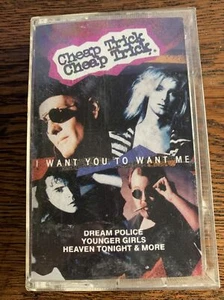 Cheap Trick
Cheap Trick.
I WANT YOU TO WANT ME
DREAM POLICE
YOUNGER GIRLS
HEAVEN TONIGHT & MORE